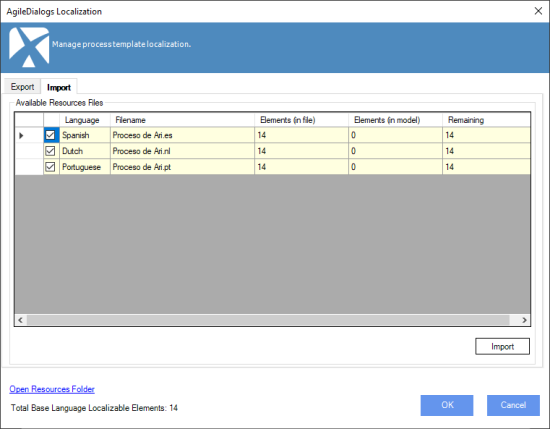 AgileDialogs Localization
Manage process template localization.
Export Import
Available Resources Files
Language Filename Elements (in file) Elements (in model) Remaining
Spanish Proceso de Ari.es 14 0 14
Dutch Proceso de Ari.nl 14 0 14
Portuguese Proceso de Ari.pt 14 0 14
Import
Open Resources Folder
Total Base Language Localizable Elements: 14
OK Cancel